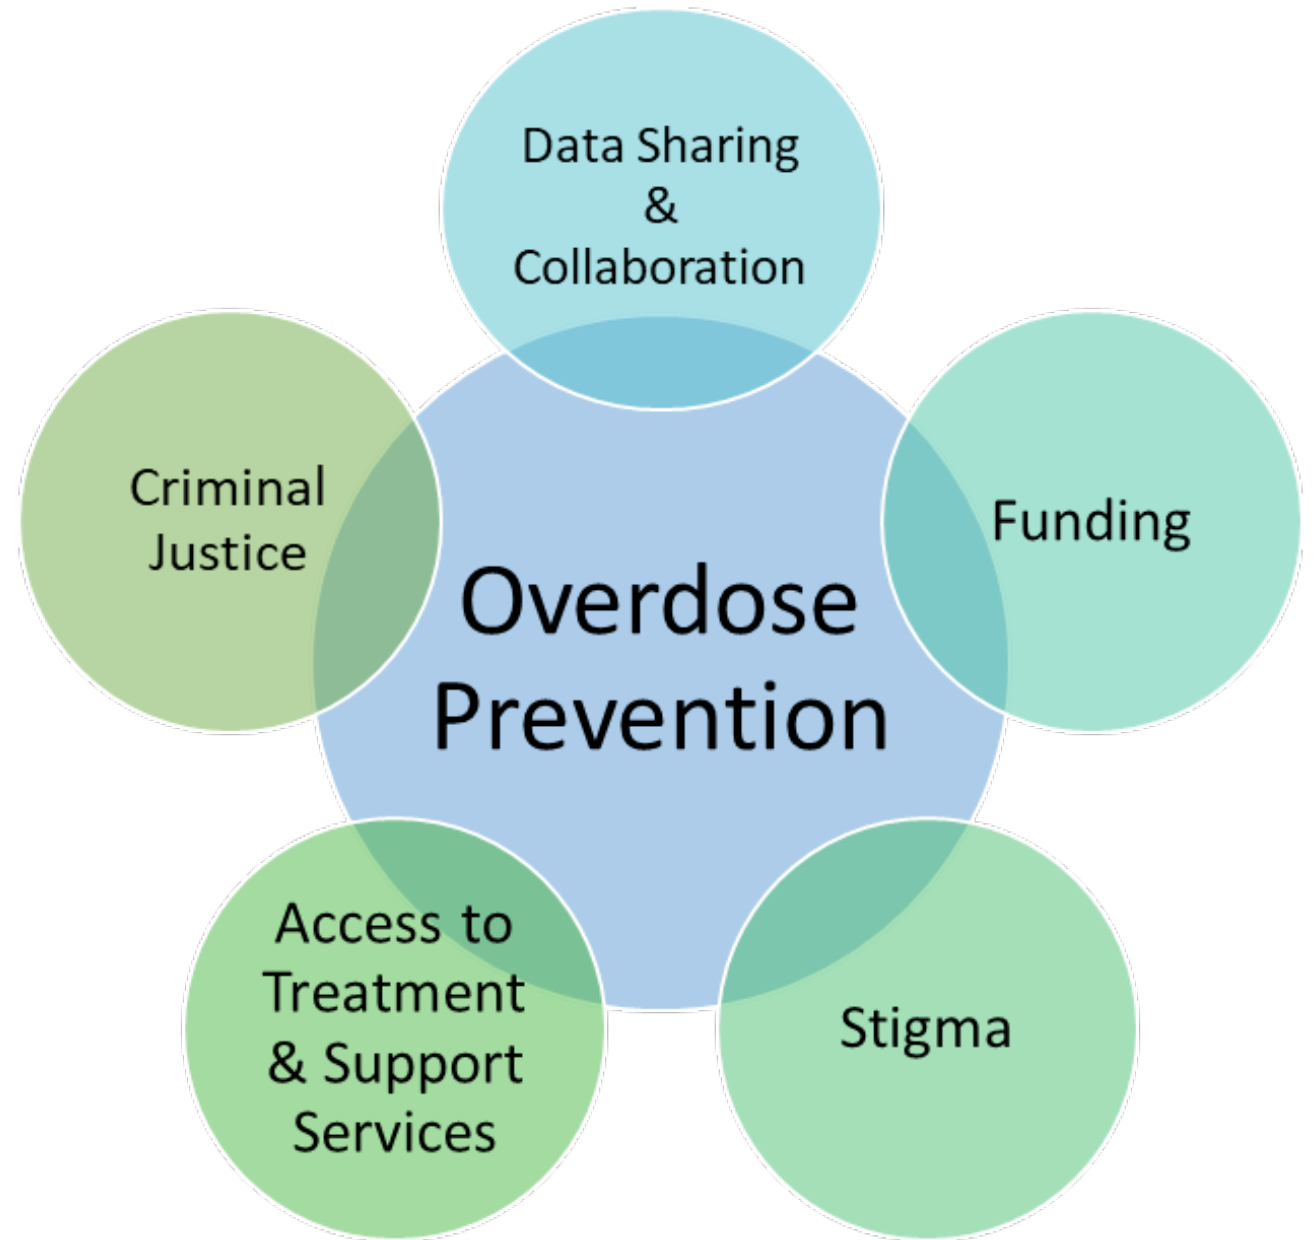 Data Sharing
&
Collaboration
Criminal
Justice
Funding
Overdose
Prevention
Access to
Treatment
& Support
Services
Stigma